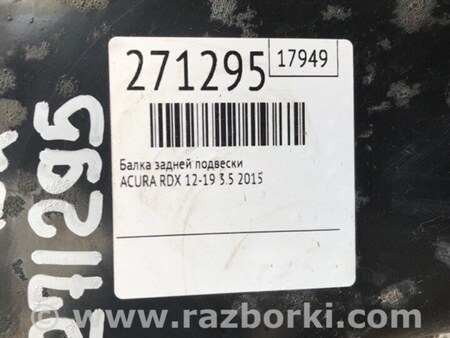 271295
17949
Балка задней подвески
ACURA RDX 12-19 3.5 2015
271295
www.razborki.com